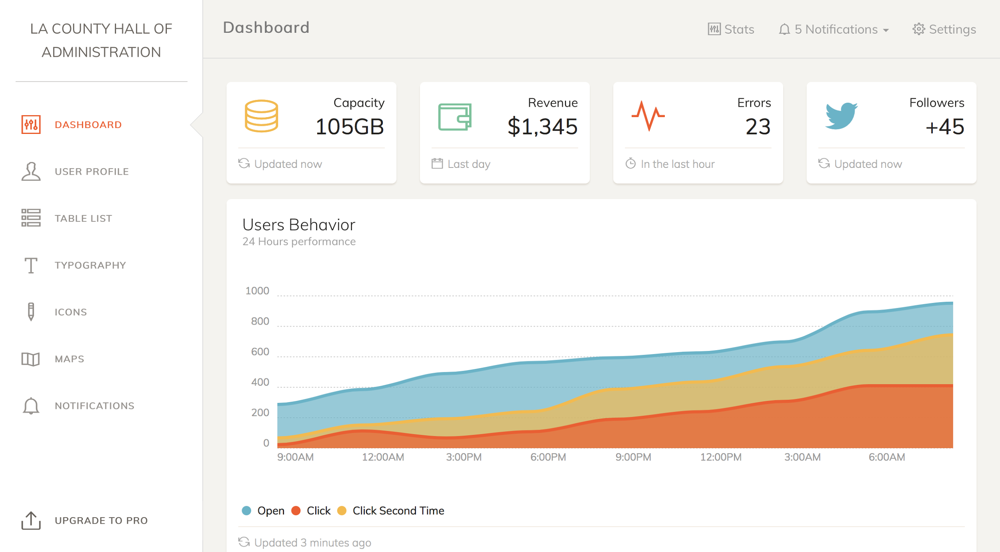 LA COUNTY HALL OF
ADMINISTRATION
DASHBOARD
USER PROFILE
TABLE LIST
TYPOGRAPHY
ICONS
MAPS
NOTIFICATIONS
UPGRADE TO PRO
Dashboard
Stats
5 Notifications
Settings
Capacity
105GB
Updated now
Revenue
$1,345
Last day
Errors
23
In the last hour
Followers
+45
Updated now
Users Behavior
24 Hours performance
1000
800
600
400
200
0
9:00AM 12:00AM 3:00PM 6:00PM 9:00PM 12:00PM 3:00AM 6:00AM
Open Click Click Second Time
Updated 3 minutes ago